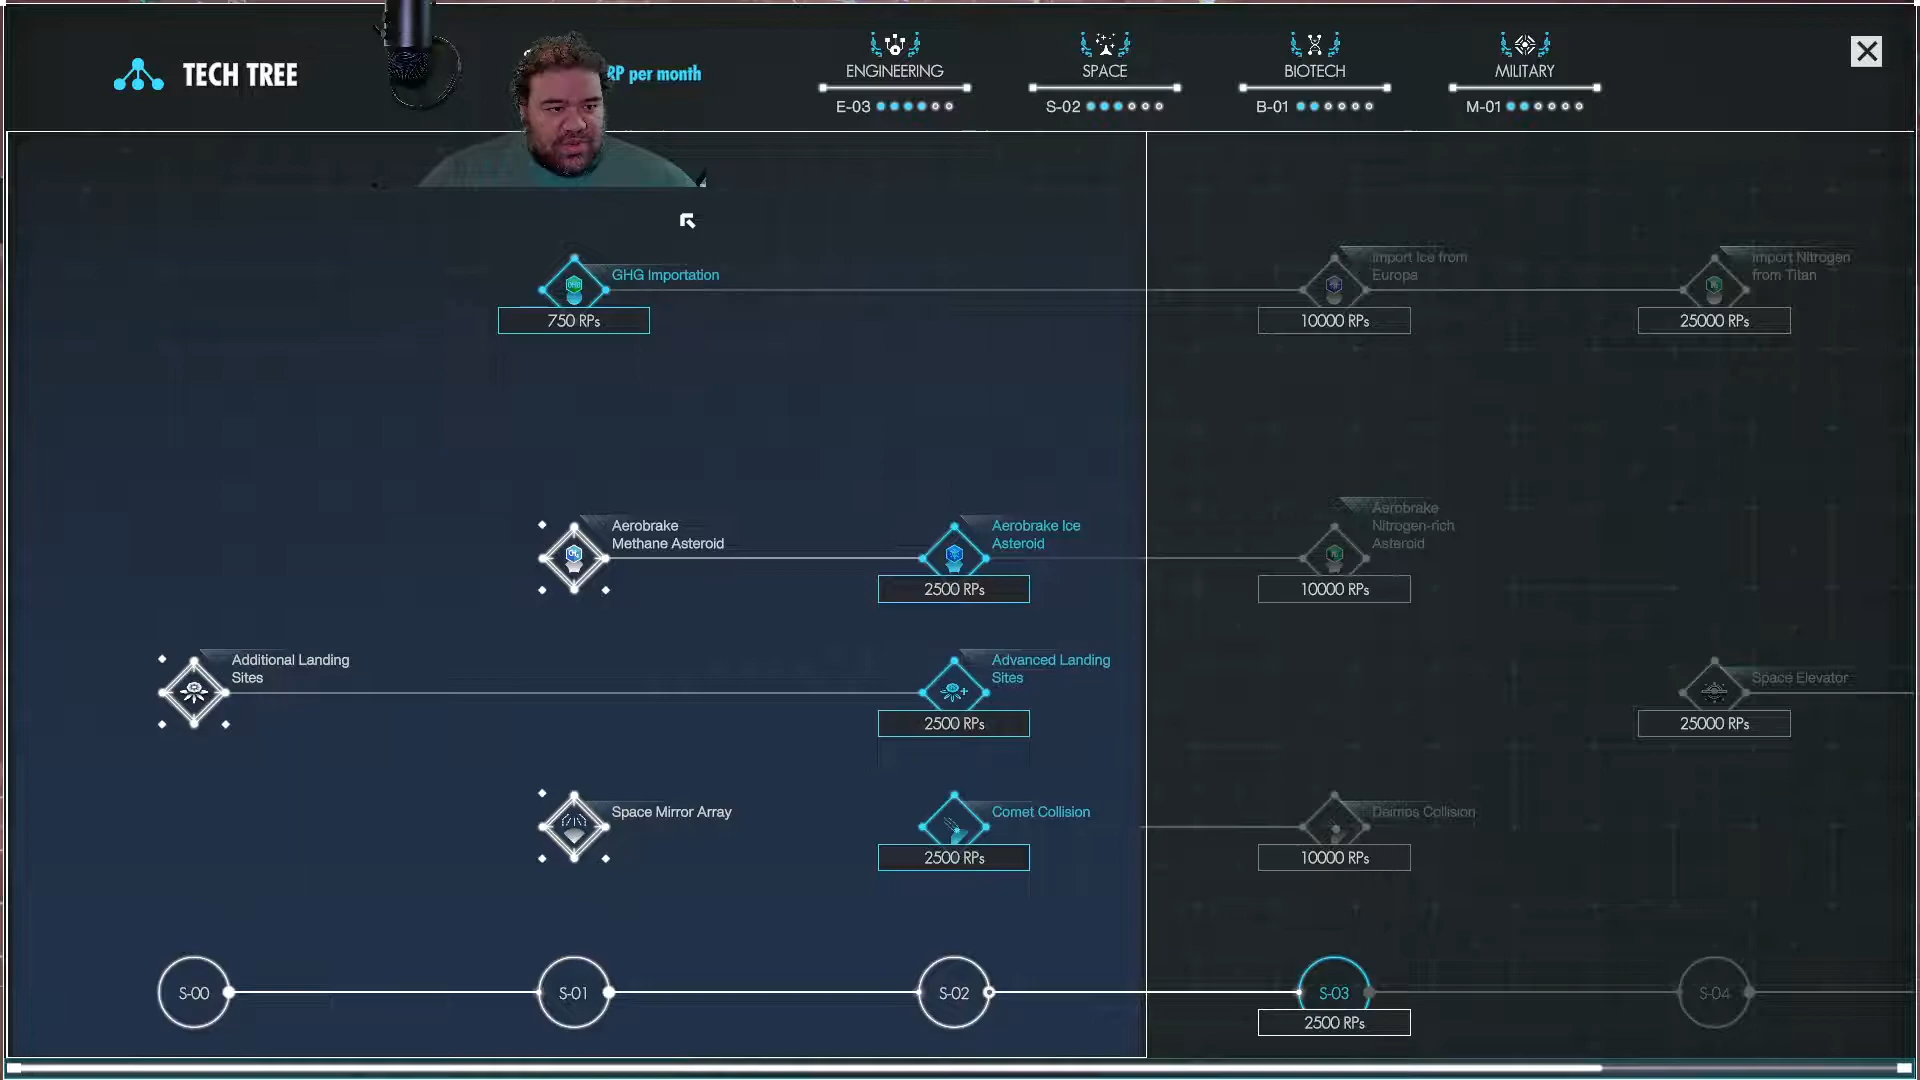 TECH TREE
RP per month
ENGINEERING
E-03
SPACE
S-02
BIOTECH
B-01
MILITARY
M-01
GHG Importation
750 RPs
Import Ice from
Europa
10000 RPs
Import Nitrogen
from Titan
25000 RPs
Aerobrake
Methane Asteroid
Aerobrake Ice
Asteroid
2500 RPs
Aerobrake
Nitrogen-rich
Asteroid
10000 RPs
Additional Landing
Sites
Advanced Landing
Sites
2500 RPs
Space Elevator
25000 RPs
Space Mirror Array
Comet Collision
2500 RPs
Deimos Collision
10000 RPs
S-00
S-01
S-02
S-03
2500 RPs
S-04